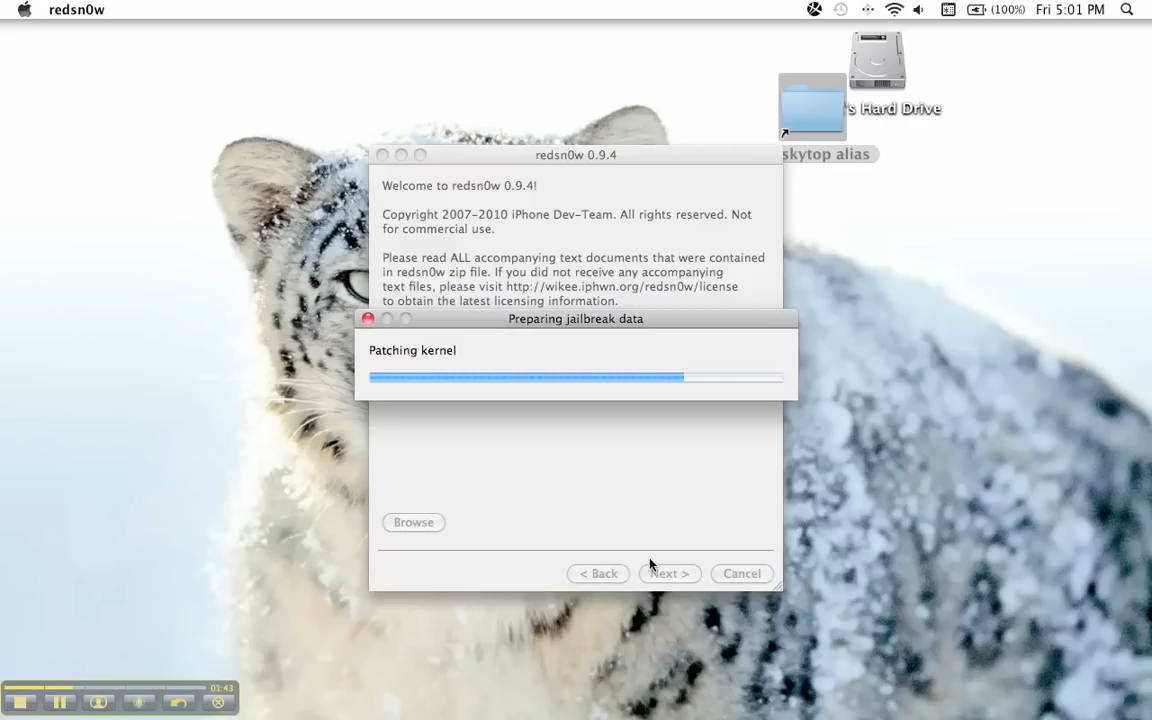 redsn0w
(100%) Fri 5:01 PM
's Hard Drive
skytop alias
redsn0w 0.9.4
Welcome to redsn0w 0.9.4!
Copyright 2007-2010 iPhone Dev-Team. All rights reserved. Not
for commercial use.
Please read ALL accompanying text documents that were contained
in redsn0w zip file. If you did not receive any accompanying
text files, please visit http://wikee.iphwn.org/redsn0w/license
to obtain the latest licensing information.
Preparing jailbreak data
Patching kernel
Browse
< Back Next > Cancel
01:43